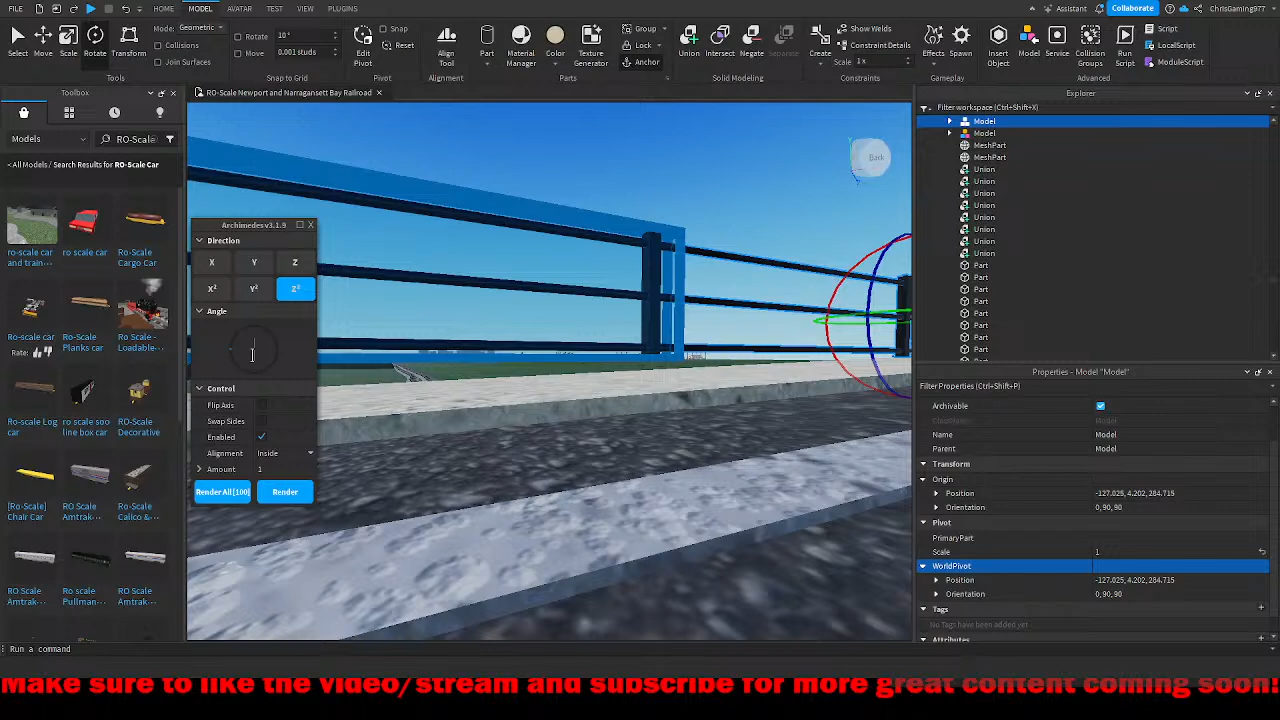 FILE HOME MODEL AVATAR TEST VIEW PLUGINS Assistant Collaborate ChrisGaming977
Select Move Scale Rotate Transform Mode: Geometric Collisions Join Surfaces Tools
Rotate 10° Move 0.001 studs Snap to Grid
Edit Pivot Snap Reset Pivot
Align Tool Alignment
Part Material Manager Color Texture Generator Group Lock Anchor Parts
Union Intersect Negate Separate Solid Modeling
Create Show Welds Constraint Details Scale 1x Constraints
Effects Spawn Gameplay
Insert Object Model Service Collision Groups Run Script Script LocalScript ModuleScript Advanced
Toolbox
RO-Scale Newport and Narragansett Bay Railroad
Models RO-Scale
<All Models / Search Results for RO-Scale Car
ro-scale car and train... ro scale car Ro-Scale Cargo Car
Ro-scale car Ro-Scale Planks car Ro-Scale - Loadable...
Rate:
Ro-scale Log car ro scale soo line box car Ro-Scale Decorative
[Ro-Scale] Chair Car RO Scale Amtrak... Ro-Scale Calico &...
RO Scale Amtrak... Ro scale Pullman... RO Scale Amtrak...
Back
Archimedes v3.1.9
Direction
X Y Z
X² Y² Z²
Angle
Control
Flip Axis
Swap Sides
Enabled
Alignment Inside
Amount 1
Render All [100] Render
Explorer
Filter workspace (Ctrl+Shift+X)
Model
Model
MeshPart
MeshPart
Union
Union
Union
Union
Union
Union
Union
Union
Part
Part
Part
Part
Part
Part
Part
Part
Properties - Model "Model"
Filter Properties (Ctrl+Shift+P)
Archivable
ClassName Model
Name Model
Parent Model
Transform
Origin
Position -127.025, 4.202, 284.715
Orientation 0, 90, 90
Pivot
PrimaryPart
Scale 1
WorldPivot
Position -127.025, 4.202, 284.715
Orientation 0, 90, 90
Tags
No Tags have been added yet
Attributes
Run a command
Make sure to like the video/stream and subscribe for more great content coming soon!